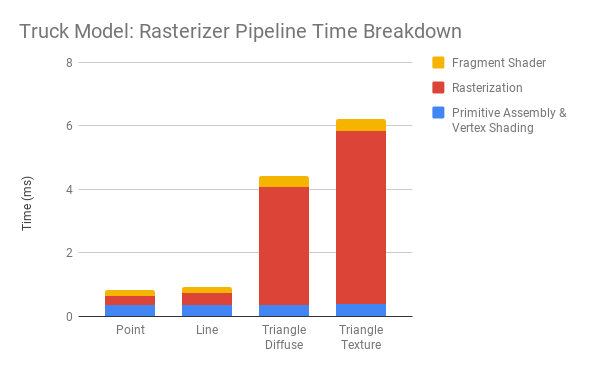 Truck Model: Rasterizer Pipeline Time Breakdown
Fragment Shader
Rasterization
Primitive Assembly &
Vertex Shading
Time (ms)
8
6
4
2
0
Point
Line
Triangle
Diffuse
Triangle
Texture